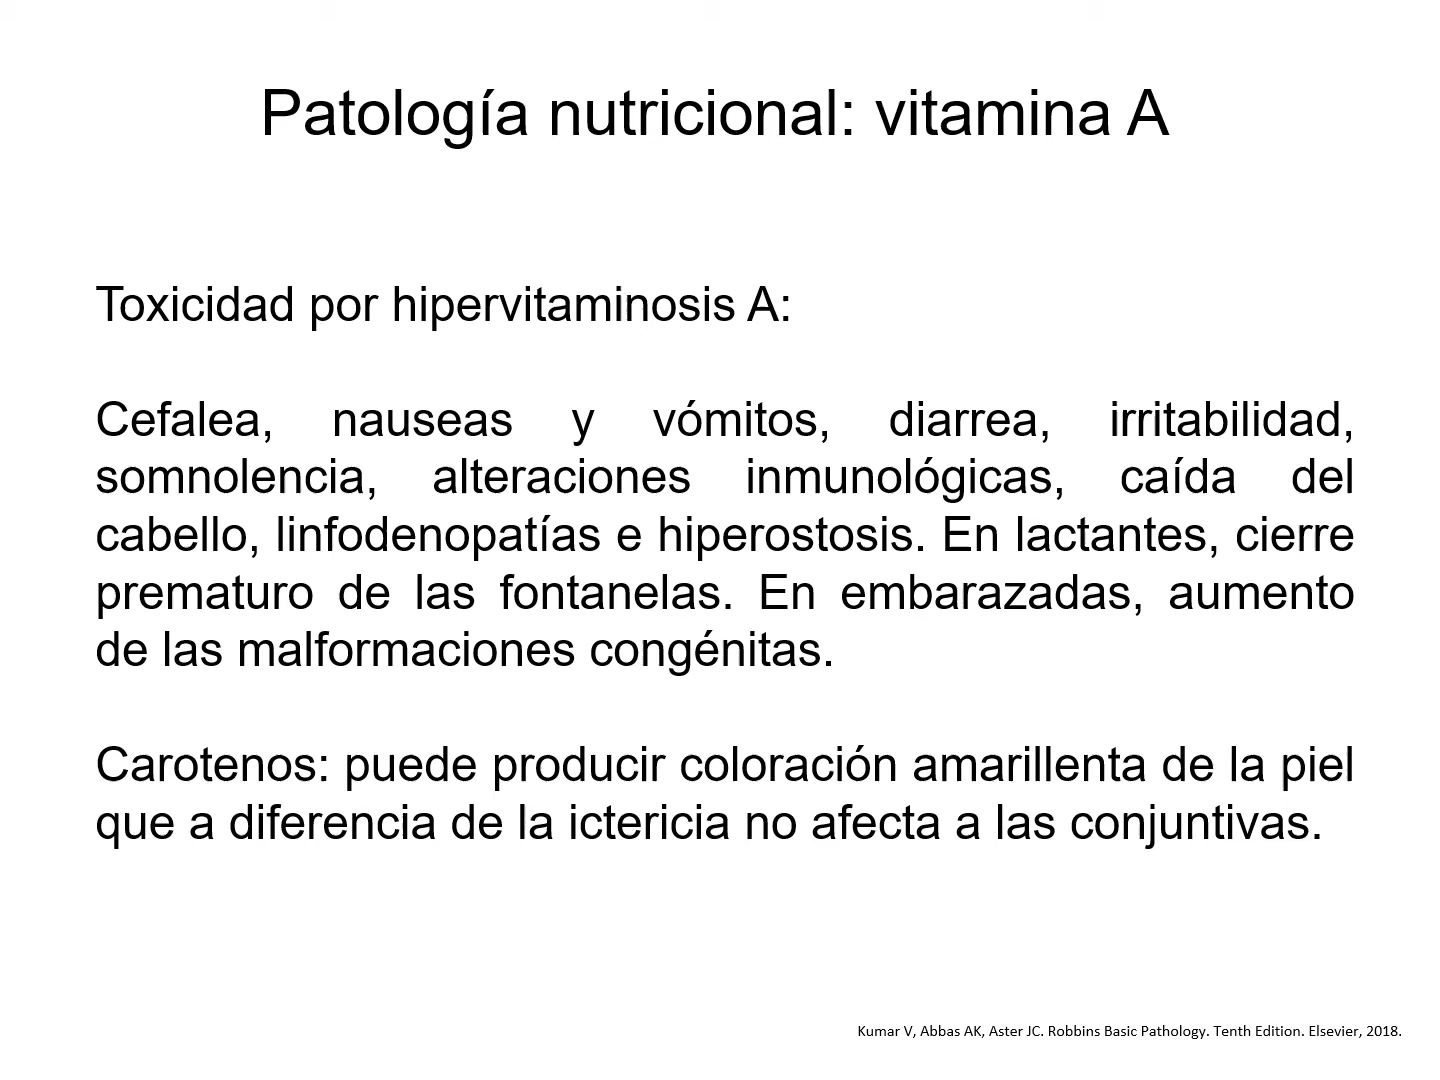 Patología nutricional: vitamina A
Toxicidad por hipervitaminosis A:
Cefalea, nauseas y vómitos, diarrea, irritabilidad,
somnolencia, alteraciones inmunológicas, caída del
cabello, linfodenopatías e hiperostosis. En lactantes, cierre
prematuro de las fontanelas. En embarazadas, aumento
de las malformaciones congénitas.
Carotenos: puede producir coloración amarillenta de la piel
que a diferencia de la ictericia no afecta a las conjuntivas.
Kumar V, Abbas AK, Aster JC. Robbins Basic Pathology. Tenth Edition. Elsevier, 2018.